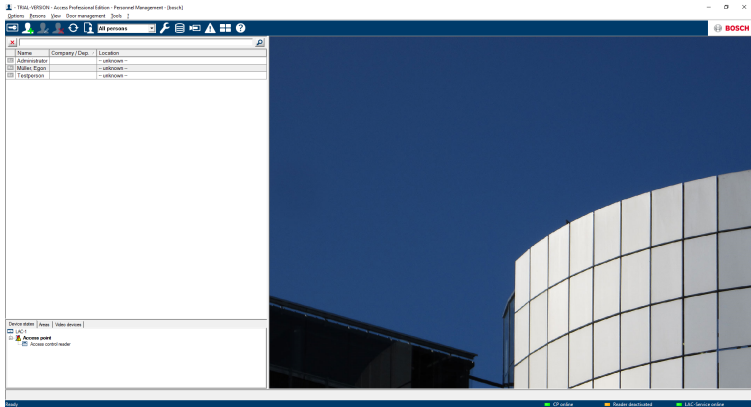 - TRIAL-VERSION - Access Professional Edition - Personnel Management - [bosch]
Options Persons View Door management Tools ?
All persons
BOSCH
Name Company / Dep. Location
Administrator -- unknown --
Müller, Egon -- unknown --
Testperson -- unknown --
Device states Areas Video devices
LAC 1
Access point
Access control reader
Ready CP online Reader deactivated LAC-Service online